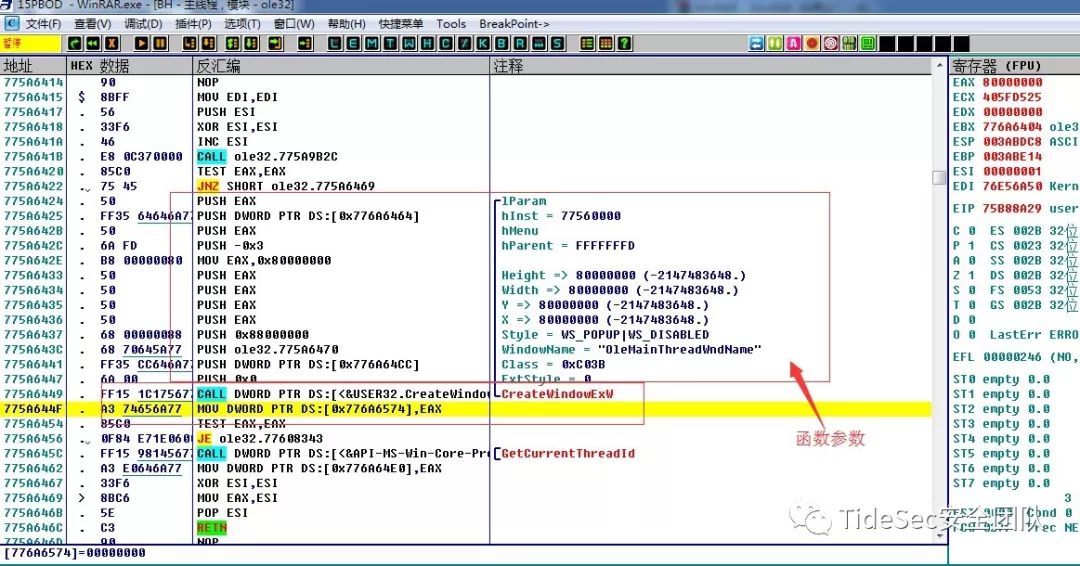 15PBOD - WinRAR.exe - [BH - 主线程, 模块 - ole32]
C 文件(F) 查看(V) 调试(D) 插件(P) 选项(T) 窗口(W) 帮助(H) 快捷菜单 Tools BreakPoint->
暂停 L E M T W H C / K B R ... S ?
地址 HEX 数据 反汇编 注释 寄存器 (FPU)
775A6414 . 90 NOP
775A6415 $ 8BFF MOV EDI,EDI
775A6417 . 56 PUSH ESI
775A6418 . 33F6 XOR ESI,ESI
775A641A . 46 INC ESI
775A641B . E8 0C370000 CALL ole32.775A9B2C
775A6420 . 85C0 TEST EAX,EAX
775A6422 . 75 45 JNZ SHORT ole32.775A6469
775A6424 . 50 PUSH EAX lParam
775A6425 . FF35 64646A77 PUSH DWORD PTR DS:[0x776A6464] hInst = 77560000
775A642B . 50 PUSH EAX hMenu
775A642C . 6A FD PUSH -0x3 hParent = FFFFFFFD
775A642E . B8 00000080 MOV EAX,0x80000000
775A6433 . 50 PUSH EAX Height => 80000000 (-2147483648.)
775A6434 . 50 PUSH EAX Width => 80000000 (-2147483648.)
775A6435 . 50 PUSH EAX Y => 80000000 (-2147483648.)
775A6436 . 50 PUSH EAX X => 80000000 (-2147483648.)
775A6437 . 68 00000088 PUSH 0x88000000 Style = WS_POPUP|WS_DISABLED
775A643C . 68 70645A77 PUSH ole32.775A6470 WindowName = "OleMainThreadWndName"
775A6441 . FF35 CC646A77 PUSH DWORD PTR DS:[0x776A64CC] Class = 0xC03B
775A6447 . 6A 00 PUSH 0x0 ExtStyle = 0
775A6449 . FF15 1C175677 CALL DWORD PTR DS:[<&USER32.CreateWindow CreateWindowExW
775A644F . A3 74656A77 MOV DWORD PTR DS:[0x776A6574],EAX
775A6454 . 85C0 TEST EAX,EAX
775A6456 . 0F84 E71E0600 JE ole32.77608343
775A645C . FF15 98145677 CALL DWORD PTR DS:[<&API-MS-Win-Core-Pro GetCurrentThreadId
775A6462 . A3 E0646A77 MOV DWORD PTR DS:[0x776A64E0],EAX
775A6467 . 33F6 XOR ESI,ESI
775A6469 > 8BC6 MOV EAX,ESI
775A646B . 5E POP ESI
775A646C . C3 RETN
775A646D 90 NOP
[776A6574]=00000000
函数参数
EAX 80000000
ECX 405FD525
EDX 00000000
EBX 776A6404 ole3
ESP 003ABDC8 ASCI
EBP 003ABE14
ESI 00000001
EDI 76E56A50 Kern
EIP 75B88A29 user
C 0 ES 002B 32位
P 1 CS 0023 32位
A 0 SS 002B 32位
Z 1 DS 002B 32位
S 0 FS 0053 32位
T 0 GS 002B 32位
D 0
O 0 LastErr ERRO
EFL 00000246 (NO,
ST0 empty 0.0
ST1 empty 0.0
ST2 empty 0.0
ST3 empty 0.0
ST4 empty 0.0
ST5 empty 0.0
ST6 empty 0.0
ST7 empty 0.0
3
Cond 0
TideSec安全团队